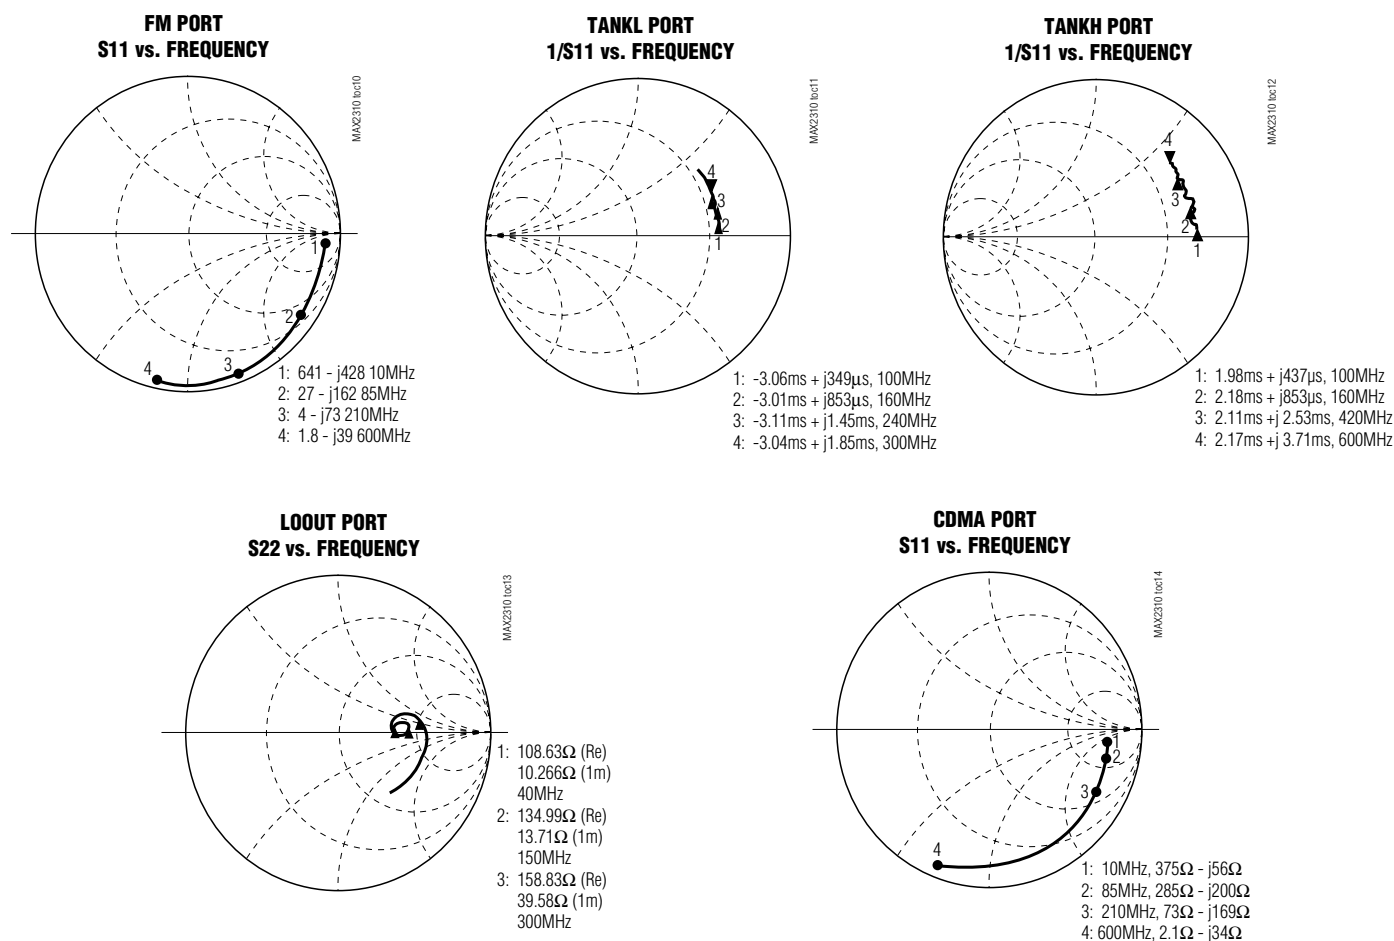 FM PORT
S11 vs. FREQUENCY
MAX2310 toc10
1
2
3
4
1: 641 - j428 10MHz
2: 27 - j162 85MHz
3: 4 - j73 210MHz
4: 1.8 - j39 600MHz
TANKL PORT
1/S11 vs. FREQUENCY
MAX2310 toc11
4
3
2
1
1: -3.06ms + j349µs, 100MHz
2: -3.01ms + j853µs, 160MHz
3: -3.11ms + j1.45ms, 240MHz
4: -3.04ms + j1.85ms, 300MHz
TANKH PORT
1/S11 vs. FREQUENCY
MAX2310 toc12
4
3
2
1
1: 1.98ms + j437µs, 100MHz
2: 2.18ms + j853µs, 160MHz
3: 2.11ms +j 2.53ms, 420MHz
4: 2.17ms +j 3.71ms, 600MHz
LOOUT PORT
S22 vs. FREQUENCY
MAX2310 toc13
1: 108.63Ω (Re)
10.266Ω (1m)
40MHz
2: 134.99Ω (Re)
13.71Ω (1m)
150MHz
3: 158.83Ω (Re)
39.58Ω (1m)
300MHz
CDMA PORT
S11 vs. FREQUENCY
MAX2310 toc14
1
2
3
4
1: 10MHz, 375Ω - j56Ω
2: 85MHz, 285Ω - j200Ω
3: 210MHz, 73Ω - j169Ω
4: 600MHz, 2.1Ω - j34Ω